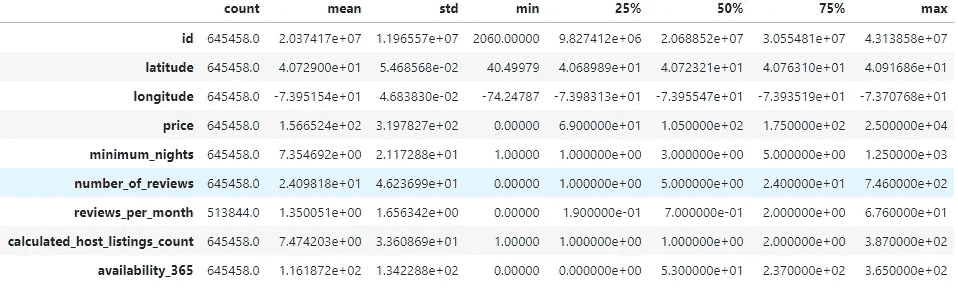 count mean std min 25% 50% 75% max
id 645458.0 2.037417e+07 1.196557e+07 2060.00000 9.827412e+06 2.068852e+07 3.055481e+07 4.313858e+07
latitude 645458.0 4.072900e+01 5.468568e-02 40.49979 4.068989e+01 4.072321e+01 4.076310e+01 4.091686e+01
longitude 645458.0 -7.395154e+01 4.683830e-02 -74.24787 -7.398313e+01 -7.395547e+01 -7.393519e+01 -7.370768e+01
price 645458.0 1.566524e+02 3.197827e+02 0.00000 6.900000e+01 1.050000e+02 1.750000e+02 2.500000e+04
minimum_nights 645458.0 7.354692e+00 2.117288e+01 1.00000 1.000000e+00 3.000000e+00 5.000000e+00 1.250000e+03
number_of_reviews 645458.0 2.409818e+01 4.623699e+01 0.00000 1.000000e+00 5.000000e+00 2.400000e+01 7.460000e+02
reviews_per_month 513844.0 1.350051e+00 1.656342e+00 0.00000 1.900000e-01 7.000000e-01 2.000000e+00 6.760000e+01
calculated_host_listings_count 645458.0 7.474203e+00 3.360869e+01 1.00000 1.000000e+00 1.000000e+00 2.000000e+00 3.870000e+02
availability_365 645458.0 1.161872e+02 1.342288e+02 0.00000 0.000000e+00 5.300000e+01 2.370000e+02 3.650000e+02